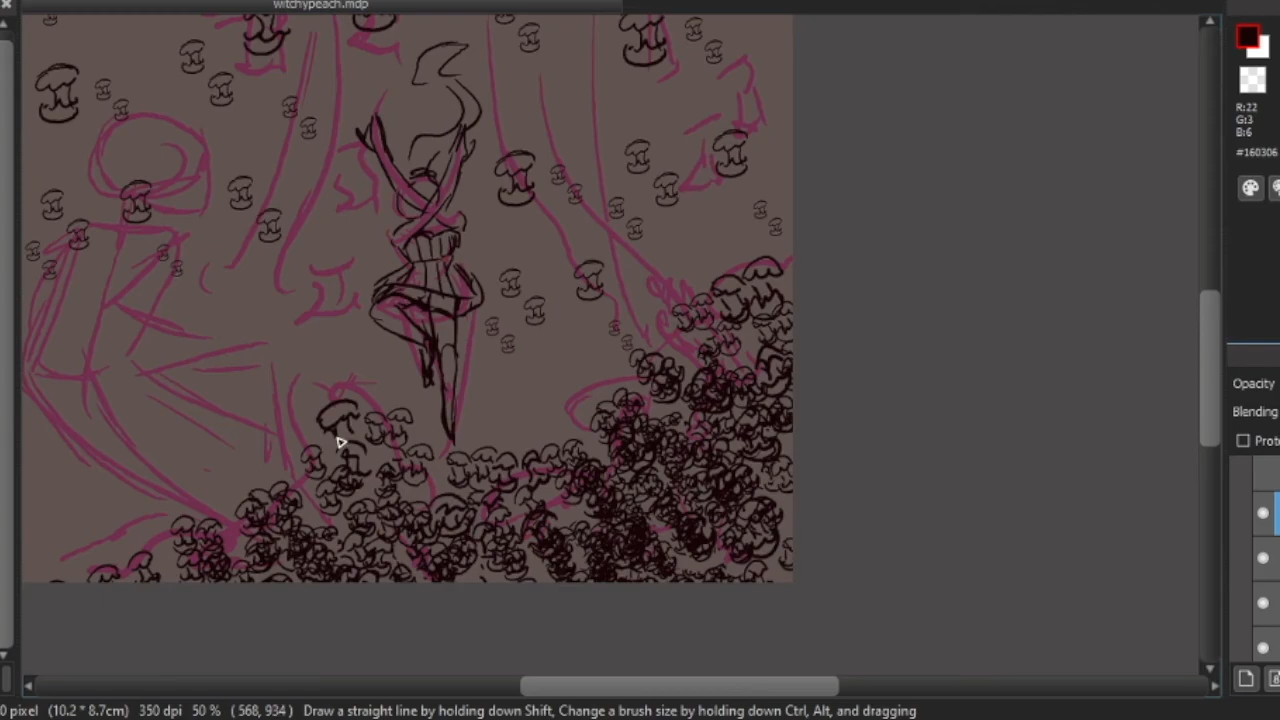 witchypeach.mdp
R:22
G:3
B:6
#160306
Opacity
Blending
0 pixel (10.2 * 8.7cm) 350 dpi 50 % ( 568, 934 ) Draw a straight line by holding down Shift, Change a brush size by holding down Ctrl, Alt, and dragging